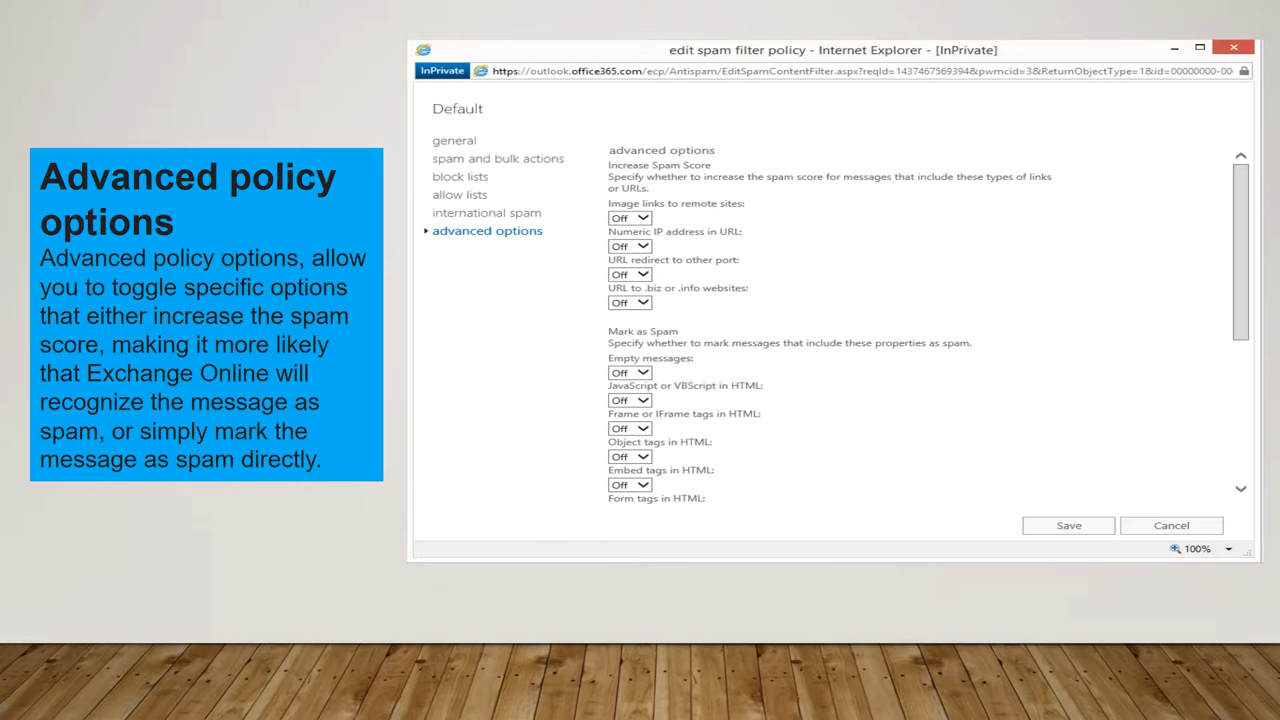 Advanced policy
options
Advanced policy options, allow
you to toggle specific options
that either increase the spam
score, making it more likely
that Exchange Online will
recognize the message as
spam, or simply mark the
message as spam directly.
edit spam filter policy - Internet Explorer - [InPrivate]
InPrivate https://outlook.office365.com/ecp/Antispam/EditSpamContentFilter.aspx?reqId=1437467569394&pwmcid=3&ReturnObjectType=1&id=00000000-00
Default
general
spam and bulk actions
block lists
allow lists
international spam
advanced options
advanced options
Increase Spam Score
Specify whether to increase the spam score for messages that include these types of links
or URLs.
Image links to remote sites:
Off
Numeric IP address in URL:
Off
URL redirect to other port:
Off
URL to .biz or .info websites:
Off
Mark as Spam
Specify whether to mark messages that include these properties as spam.
Empty messages:
Off
JavaScript or VBScript in HTML:
Off
Frame or IFrame tags in HTML:
Off
Object tags in HTML:
Off
Embed tags in HTML:
Off
Form tags in HTML:
Save Cancel
100%